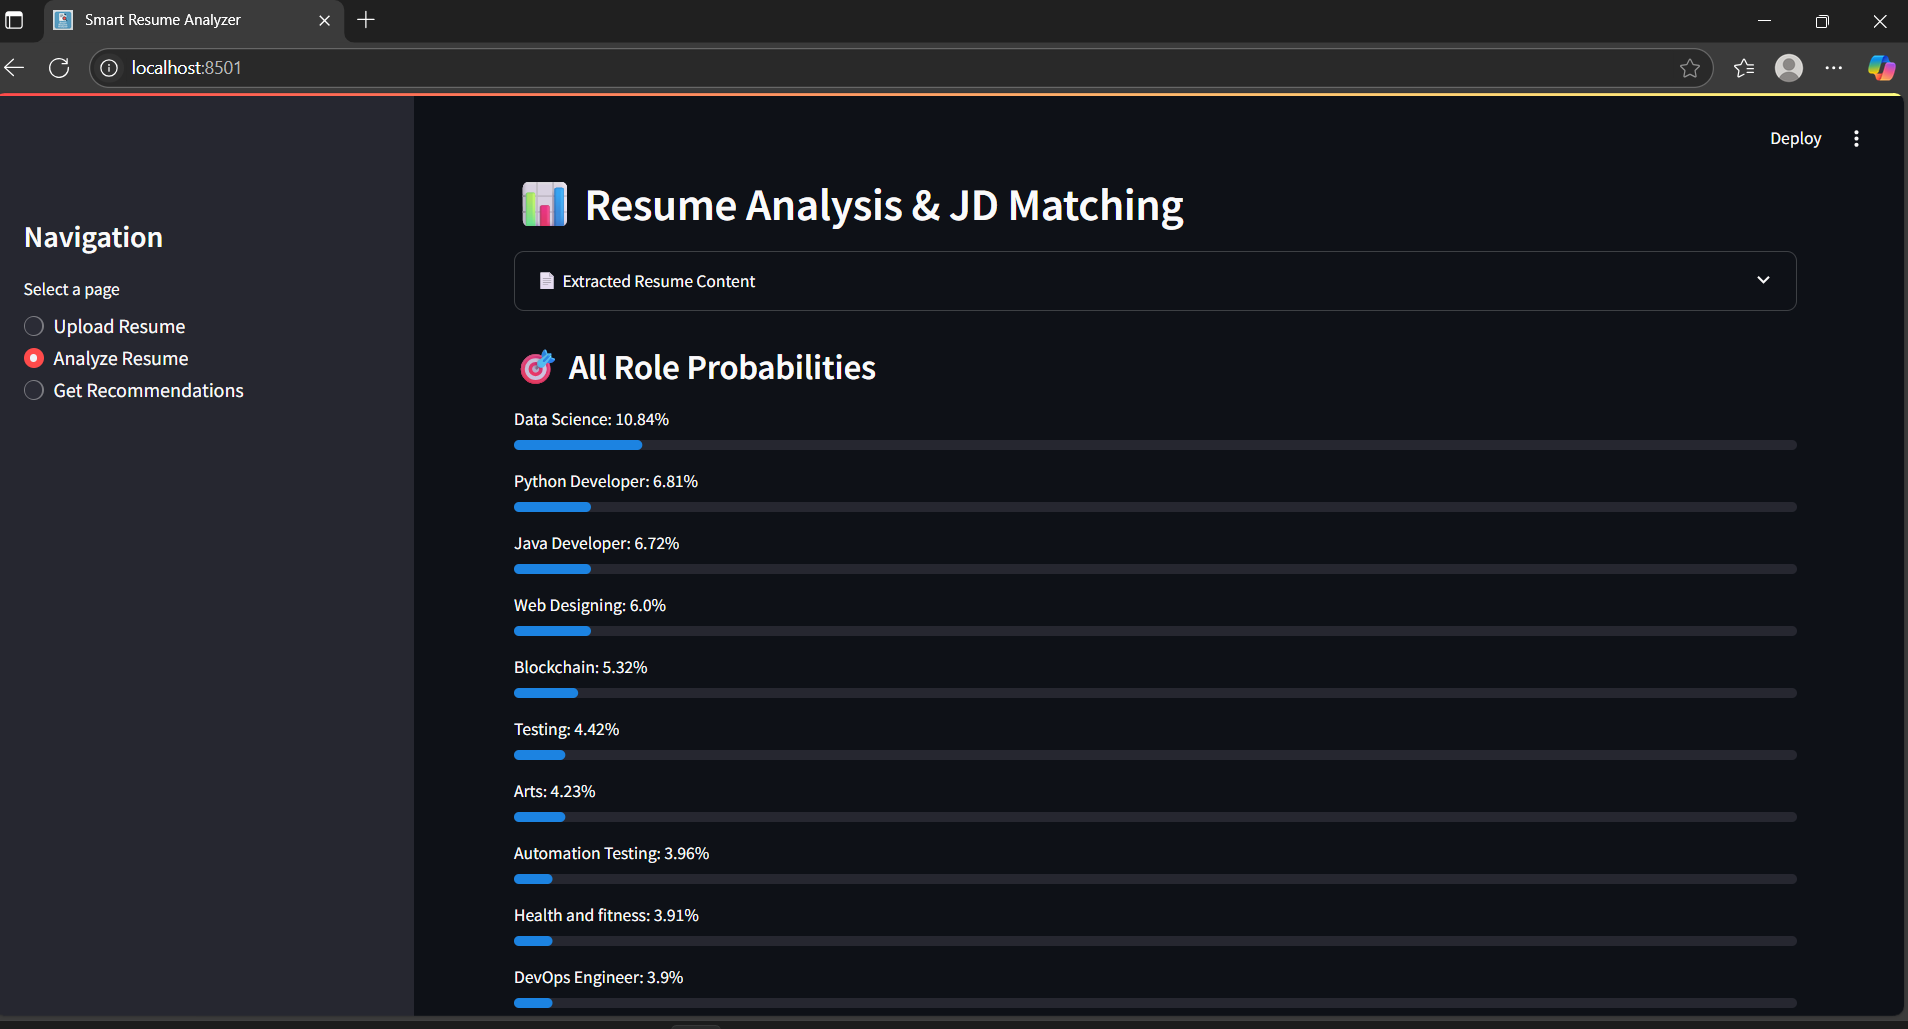 Smart Resume Analyzer
localhost:8501
Deploy
Navigation
Select a page
Upload Resume
Analyze Resume
Get Recommendations
Resume Analysis & JD Matching
Extracted Resume Content
All Role Probabilities
Data Science: 10.84%
Python Developer: 6.81%
Java Developer: 6.72%
Web Designing: 6.0%
Blockchain: 5.32%
Testing: 4.42%
Arts: 4.23%
Automation Testing: 3.96%
Health and fitness: 3.91%
DevOps Engineer: 3.9%